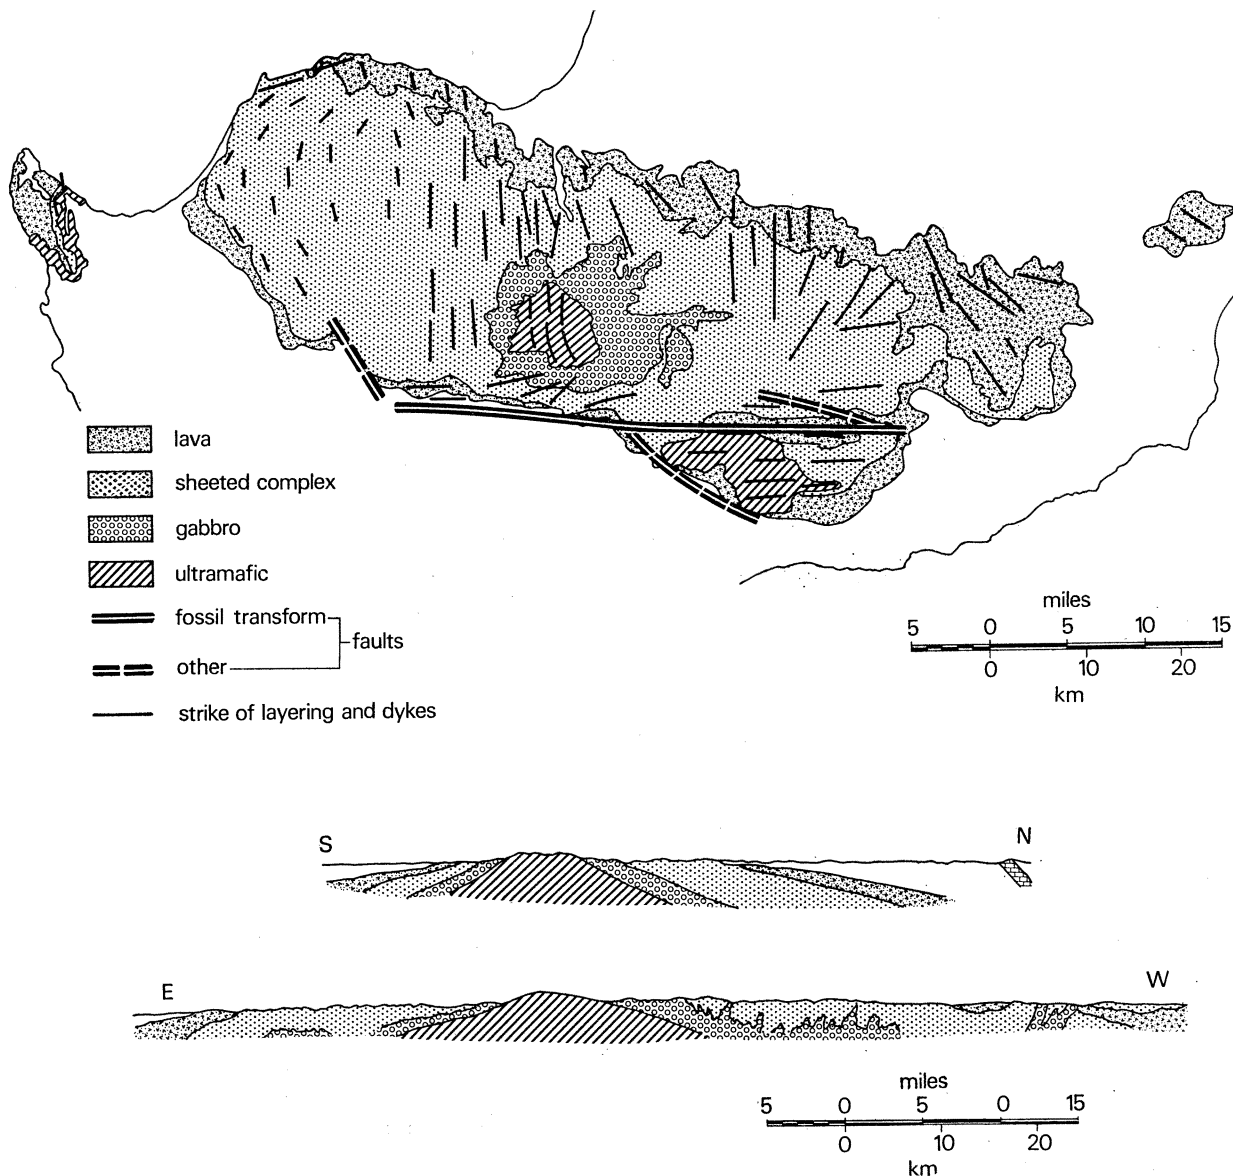 lava
sheeted complex
gabbro
ultramafic
fossil transform
faults
other
strike of layering and dykes
miles
5 0 5 10 15
0 10 20
km
S N
E W
miles
5 0 5 0 15
0 10 20
km